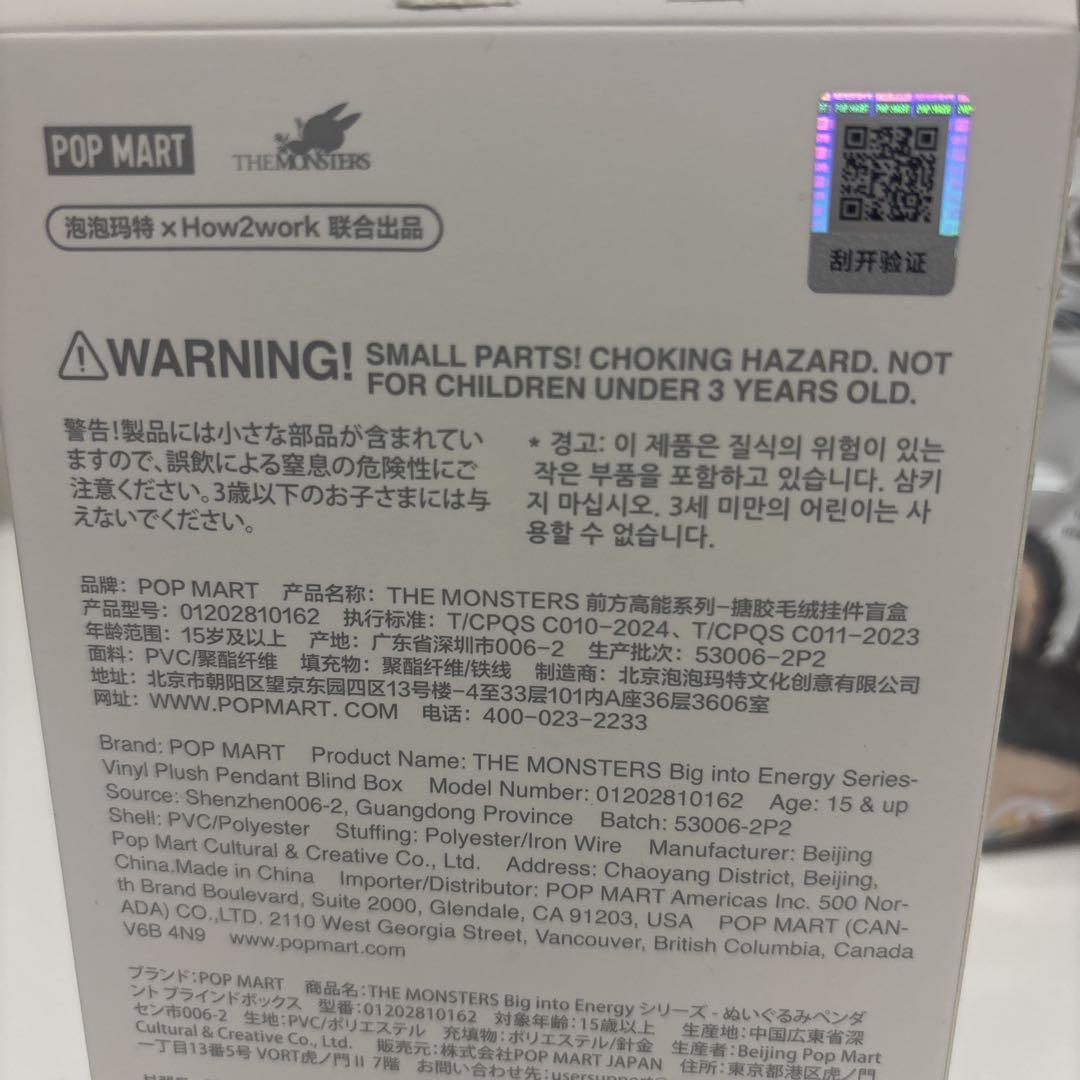 POP MART
THE MONSTERS
泡泡玛特×How2work 联合出品
刮开验证
WARNING! SMALL PARTS! CHOKING HAZARD. NOT
FOR CHILDREN UNDER 3 YEARS OLD.
警告!製品には小さな部品が含まれてい
ますので、誤飲による窒息の危険性にご
注意ください。3歳以下のお子さまには与
えないでください。
* 경고: 이 제품은 질식의 위험이 있는
작은 부품을 포함하고 있습니다. 삼키
지 마십시오. 3세 미만의 어린이는 사
용할 수 없습니다.
品牌: POP MART 产品名称: THE MONSTERS 前方高能系列-搪胶毛绒挂件盲盒
产品型号: 01202810162 执行标准: T/CPQS C010-2024、T/CPQS C011-2023
年龄范围: 15岁及以上 产地: 广东省深圳市006-2 生产批次: 53006-2P2
面料: PVC/聚酯纤维 填充物: 聚酯纤维/铁线 制造商: 北京泡泡玛特文化创意有限公司
地址: 北京市朝阳区望京东园四区13号楼-4至33层101内A座36层3606室
网址: WWW.POPMART. COM 电话: 400-023-2233
Brand: POP MART Product Name: THE MONSTERS Big into Energy Series-
Vinyl Plush Pendant Blind Box Model Number: 01202810162 Age: 15 & up
Source: Shenzhen006-2, Guangdong Province Batch: 53006-2P2
Shell: PVC/Polyester Stuffing: Polyester/Iron Wire Manufacturer: Beijing
Pop Mart Cultural & Creative Co., Ltd. Address: Chaoyang District, Beijing,
China.Made in China Importer/Distributor: POP MART Americas Inc. 500 Nor-
th Brand Boulevard, Suite 2000, Glendale, CA 91203, USA POP MART (CAN-
ADA) CO.,LTD. 2110 West Georgia Street, Vancouver, British Columbia, Canada
V6B 4N9 www.popmart.com
ブランド:POP MART 商品名:THE MONSTERS Big into Energy シリーズ - ぬいぐるみペンダ
ント ブラインドボックス 型番:01202810162 対象年齢:15歳以上 生産地:中国広東省深
セン市006-2 生地:PVC/ポリエステル 充填物:ポリエステル/針金 生産者:Beijing Pop Mart
Cultural & Creative Co., Ltd. 販売元:株式会社POP MART JAPAN 住所:東京都港区虎ノ門
一丁目13番5号 VORT虎ノ門Ⅱ 7階 お問い合わせ先:usersupport@